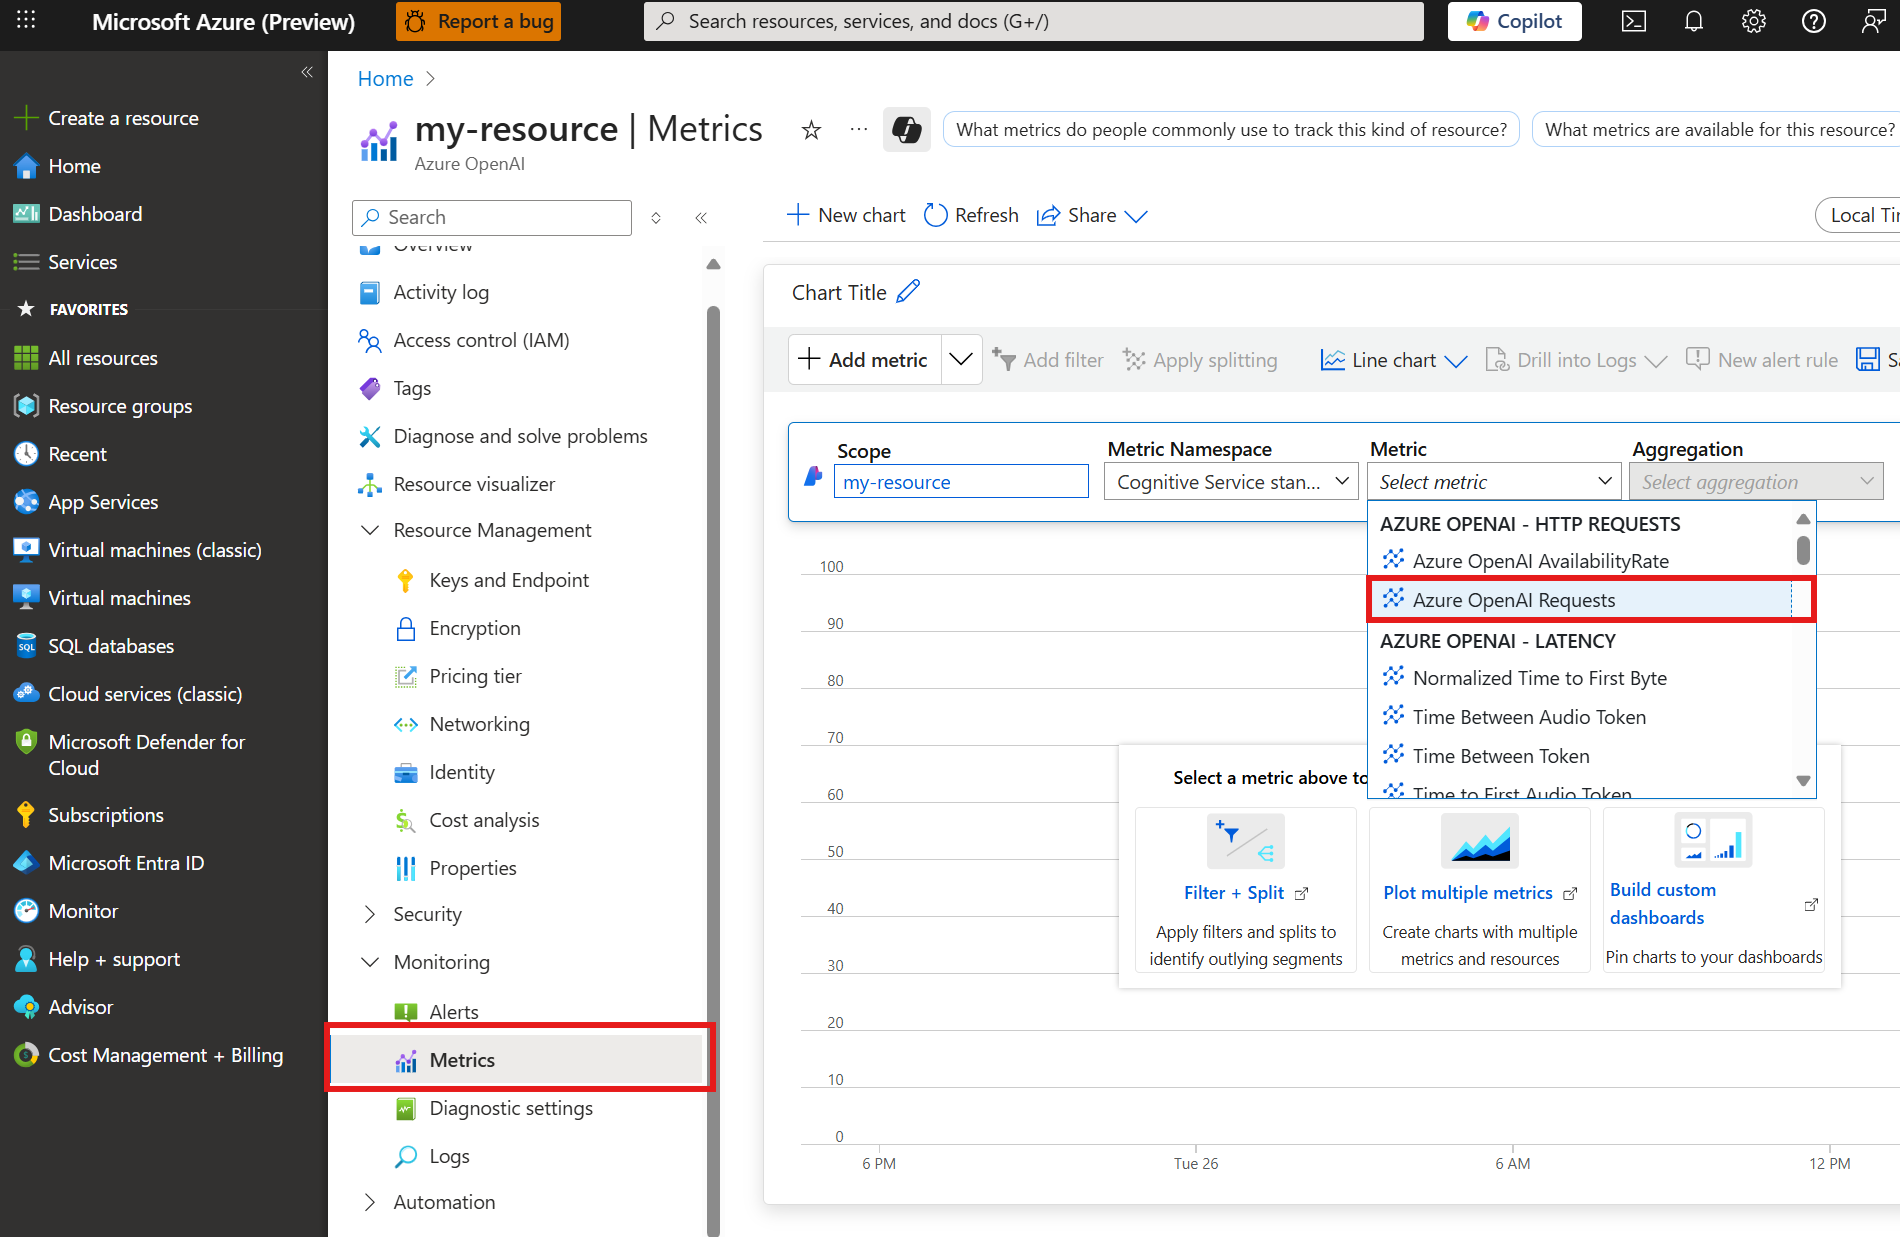 Microsoft Azure (Preview)
Report a bug
Search resources, services, and docs (G+/)
Copilot
Create a resource
Home
Dashboard
Services
FAVORITES
All resources
Resource groups
Recent
App Services
Virtual machines (classic)
Virtual machines
SQL databases
Cloud services (classic)
Microsoft Defender for
Cloud
Subscriptions
Microsoft Entra ID
Monitor
Help + support
Advisor
Cost Management + Billing
Home
my-resource | Metrics
Azure OpenAI
What metrics do people commonly use to track this kind of resource?
What metrics are available for this resource?
Search
Overview
Activity log
Access control (IAM)
Tags
Diagnose and solve problems
Resource visualizer
Resource Management
Keys and Endpoint
Encryption
Pricing tier
Networking
Identity
Cost analysis
Properties
Security
Monitoring
Alerts
Metrics
Diagnostic settings
Logs
Automation
New chart
Refresh
Share
Local Tir
Chart Title
Add metric
Add filter
Apply splitting
Line chart
Drill into Logs
New alert rule
Sa
Scope
my-resource
Metric Namespace
Cognitive Service stan...
Metric
Select metric
Aggregation
Select aggregation
AZURE OPENAI - HTTP REQUESTS
Azure OpenAI AvailabilityRate
Azure OpenAI Requests
AZURE OPENAI - LATENCY
Normalized Time to First Byte
Time Between Audio Token
Time Between Token
Time to First Audio Token
100
90
80
70
60
50
40
30
20
10
0
6 PM
Tue 26
6 AM
12 PM
Select a metric above to
Filter + Split
Apply filters and splits to
identify outlying segments
Plot multiple metrics
Create charts with multiple
metrics and resources
Build custom
dashboards
Pin charts to your dashboards